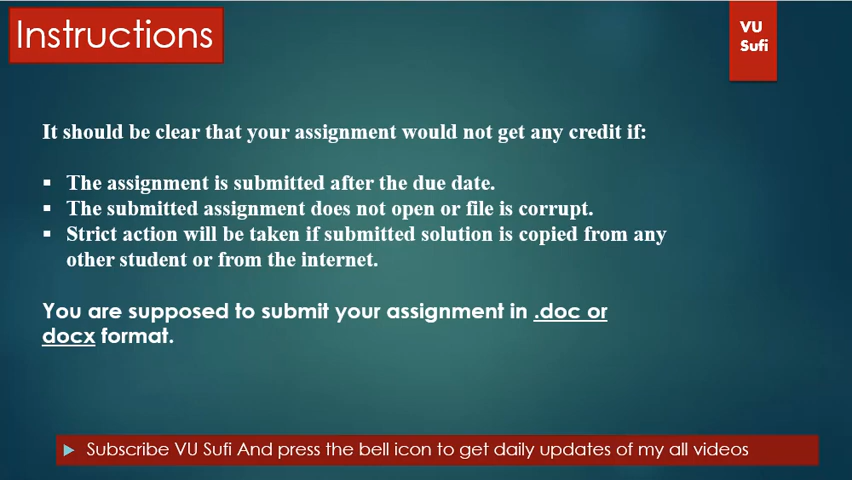 Instructions
VU
Sufi
It should be clear that your assignment would not get any credit if:
▪ The assignment is submitted after the due date.
▪ The submitted assignment does not open or file is corrupt.
▪ Strict action will be taken if submitted solution is copied from any
other student or from the internet.
You are supposed to submit your assignment in .doc or
docx format.
Subscribe VU Sufi And press the bell icon to get daily updates of my all videos